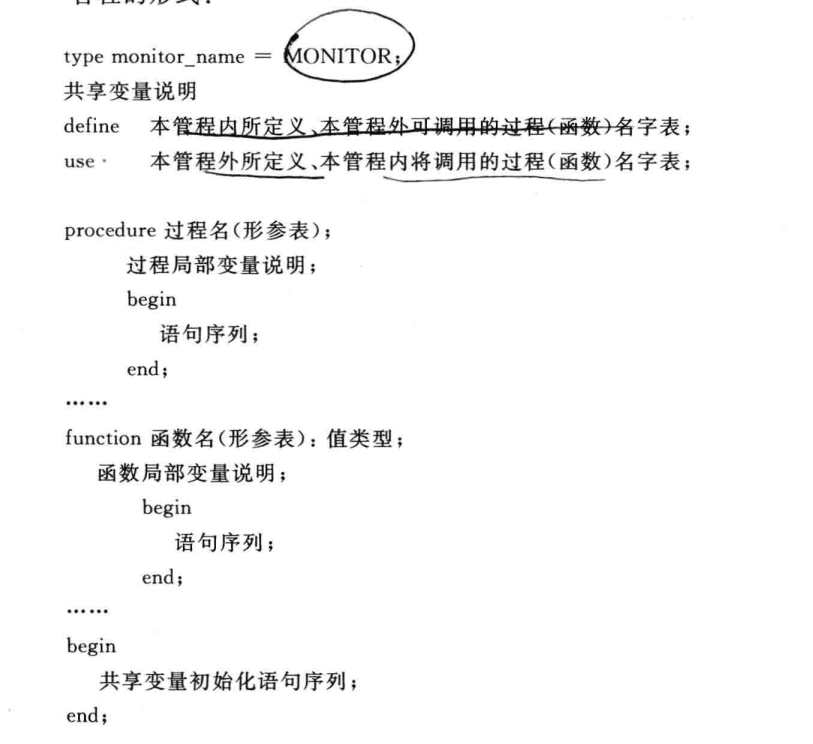 管程的形式：
type monitor_name = MONITOR;
共享变量说明
define 本管程内所定义、本管程外可调用的过程(函数)名字表;
use 本管程外所定义、本管程内将调用的过程(函数)名字表;
procedure 过程名(形参表);
过程局部变量说明;
begin
语句序列;
end;
……
function 函数名(形参表): 值类型;
函数局部变量说明;
begin
语句序列;
end;
……
begin
共享变量初始化语句序列;
end;